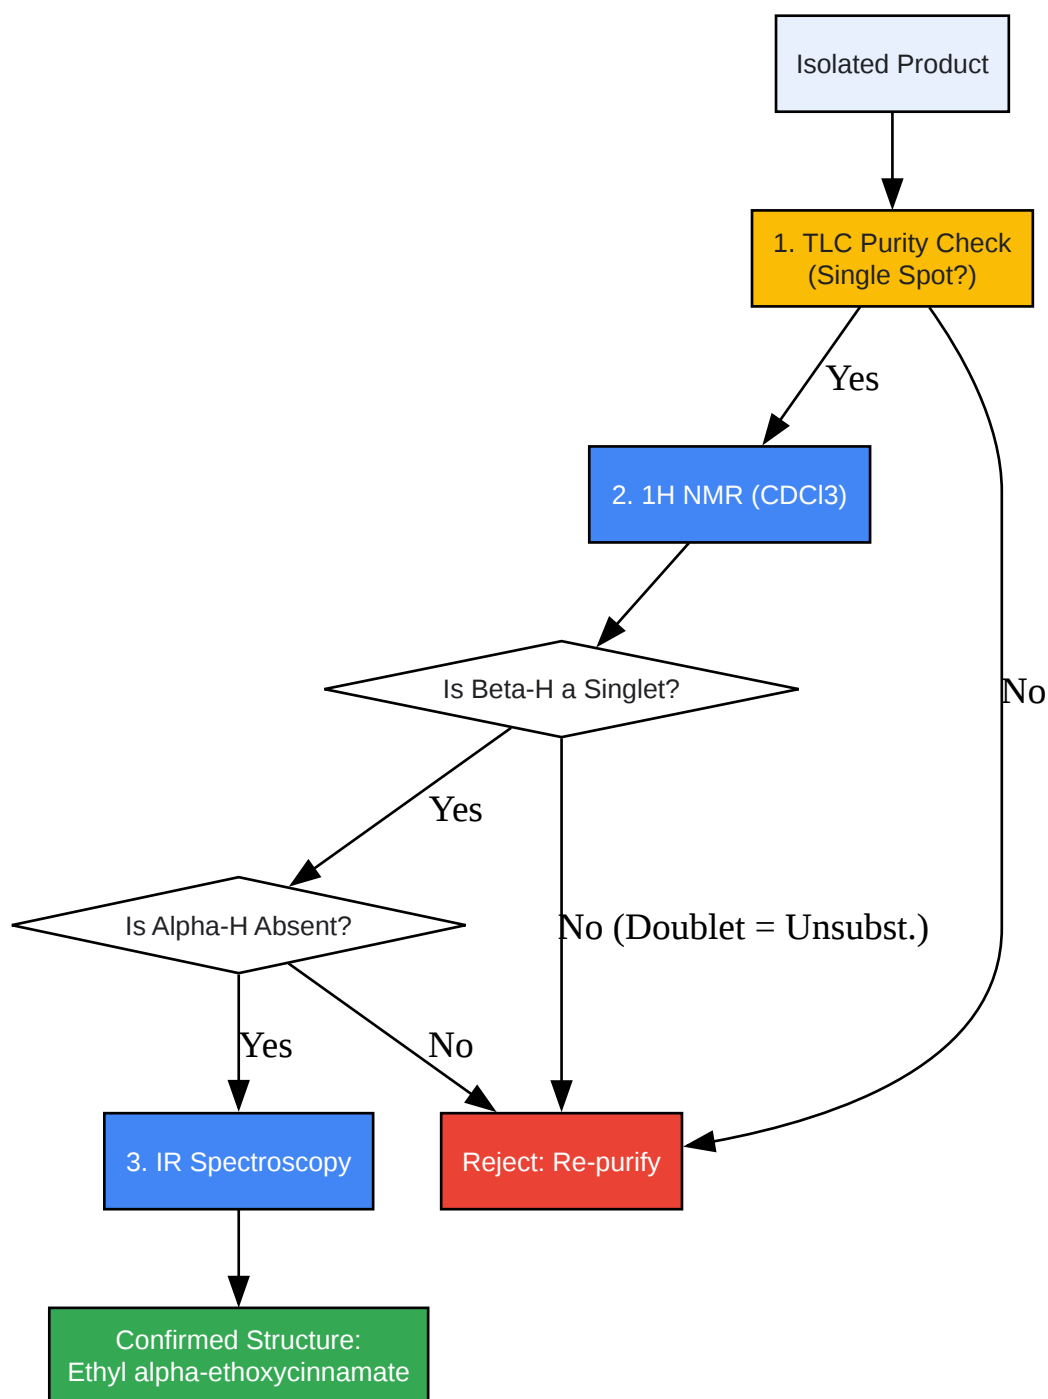 Isolated Product
1. TLC Purity Check
(Single Spot?)
Yes
2. 1H NMR (CDCl3)
Is Beta-H a Singlet?
No
Yes
Is Alpha-H Absent?
No (Doublet = Unsubst.)
Yes
No
3. IR Spectroscopy
Reject: Re-purify
Confirmed Structure:
Ethyl alpha-ethoxycinnamate